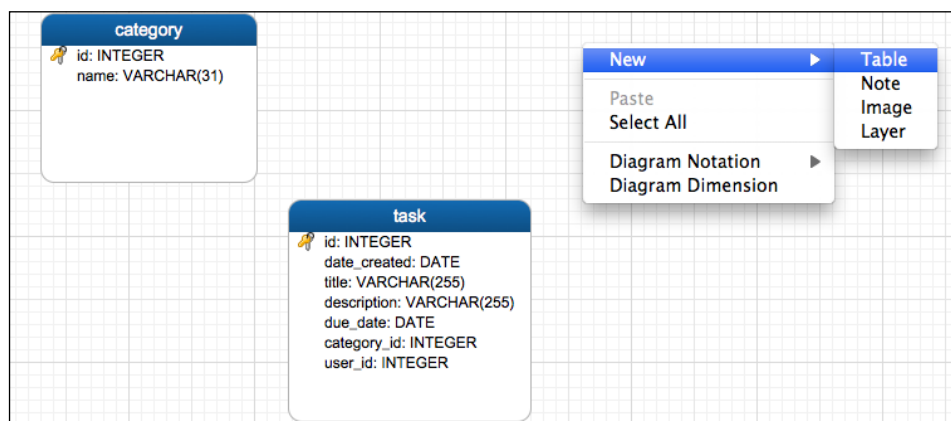 category
id: INTEGER
name: VARCHAR(31)
New
Table
Note
Image
Layer
Paste
Select All
Diagram Notation
Diagram Dimension
task
id: INTEGER
date_created: DATE
title: VARCHAR(255)
description: VARCHAR(255)
due_date: DATE
category_id: INTEGER
user_id: INTEGER